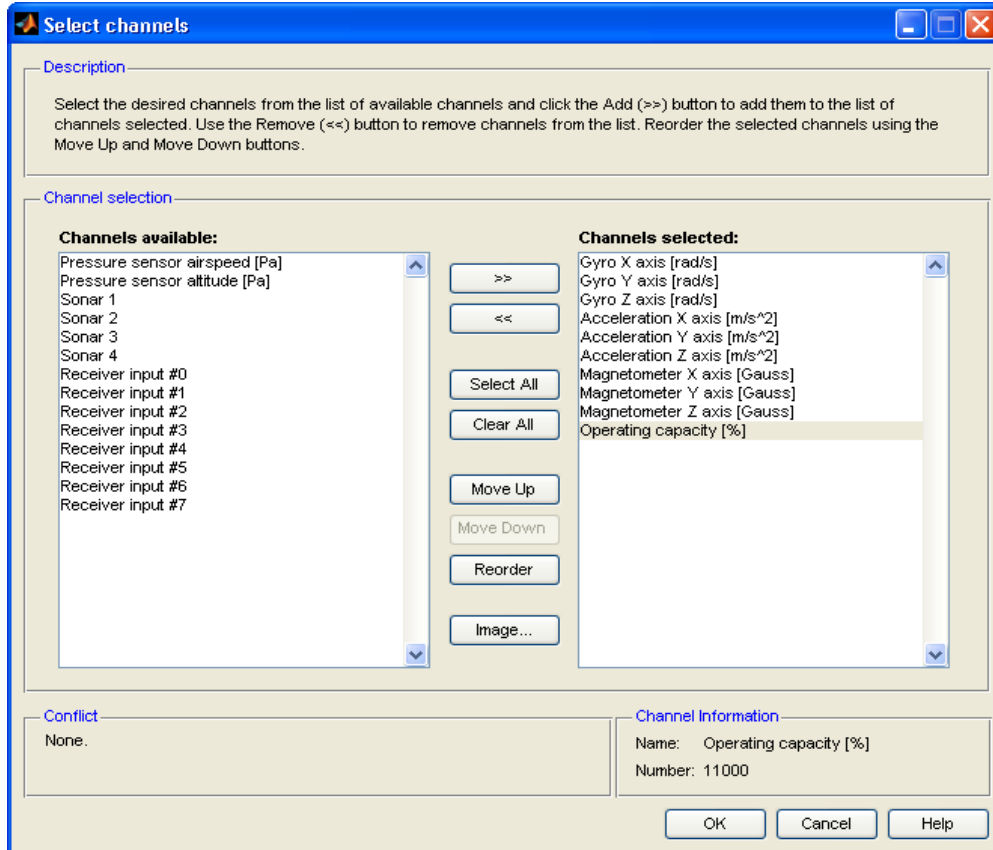 Select channels
Description
Select the desired channels from the list of available channels and click the Add (>>) button to add them to the list of
channels selected. Use the Remove (<<) button to remove channels from the list. Reorder the selected channels using the
Move Up and Move Down buttons.
Channel selection
Channels available:
Pressure sensor airspeed [Pa]
Pressure sensor altitude [Pa]
Sonar 1
Sonar 2
Sonar 3
Sonar 4
Receiver input #0
Receiver input #1
Receiver input #2
Receiver input #3
Receiver input #4
Receiver input #5
Receiver input #6
Receiver input #7
>>
<<
Select All
Clear All
Move Up
Move Down
Reorder
Image...
Channels selected:
Gyro X axis [rad/s]
Gyro Y axis [rad/s]
Gyro Z axis [rad/s]
Acceleration X axis [m/s^2]
Acceleration Y axis [m/s^2]
Acceleration Z axis [m/s^2]
Magnetometer X axis [Gauss]
Magnetometer Y axis [Gauss]
Magnetometer Z axis [Gauss]
Operating capacity [%]
Conflict
None.
Channel Information
Name: Operating capacity [%]
Number: 11000
OK
Cancel
Help